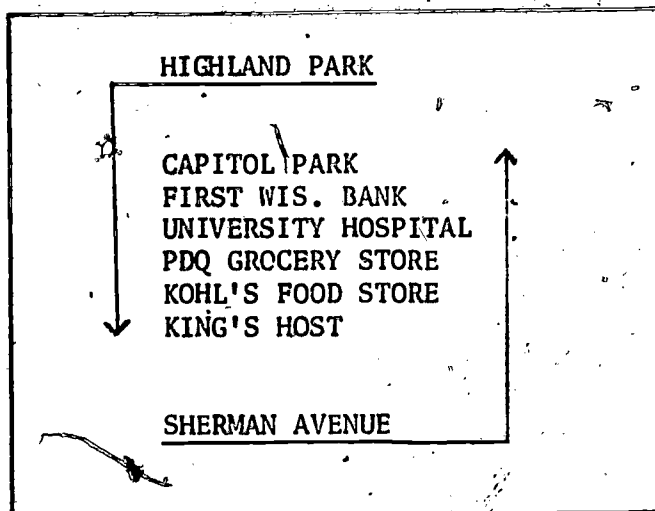 HIGHLAND PARK
CAPITOL PARK
FIRST WIS. BANK
UNIVERSITY HOSPITAL
PDQ GROCERY STORE
KOHL'S FOOD STORE
KING'S HOST
SHERMAN AVENUE